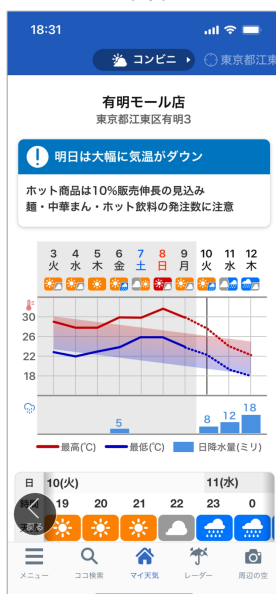 18:31
コンビニ
東京都江東
有明モール店
東京都江東区有明3
明日は大幅に気温がダウン
ホット商品は10%販売伸長の見込み
麺・中華まん・ホット飲料の発注数に注意
3 4 5 6 7 8 9 10 11 12
火 水 木 金 土 日 月 火 水 木
30
26
22
18
5 8 12 18
最高(℃) 最低(℃) 日降水量(ミリ)
日 10(火) 11(水)
時間 19 20 21 22 23 0
戻る
メニュー ココ検索 マイ天気 レーダー 周辺の空